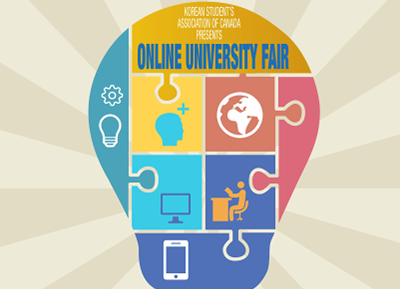 KOREAN STUDENT'S
ASSOCIATION OF CANADA
PRESENTS
ONLINE UNIVERSITY FAIR